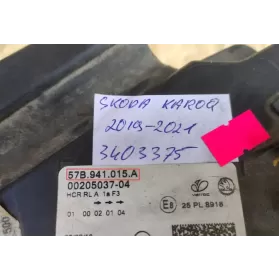 SKODA KAROQ
2019-2021
3403375
57B.941.015.A
00205037-04
HCR RL A 1a F3
01 00 02 01 04
E8 25 PL 5916